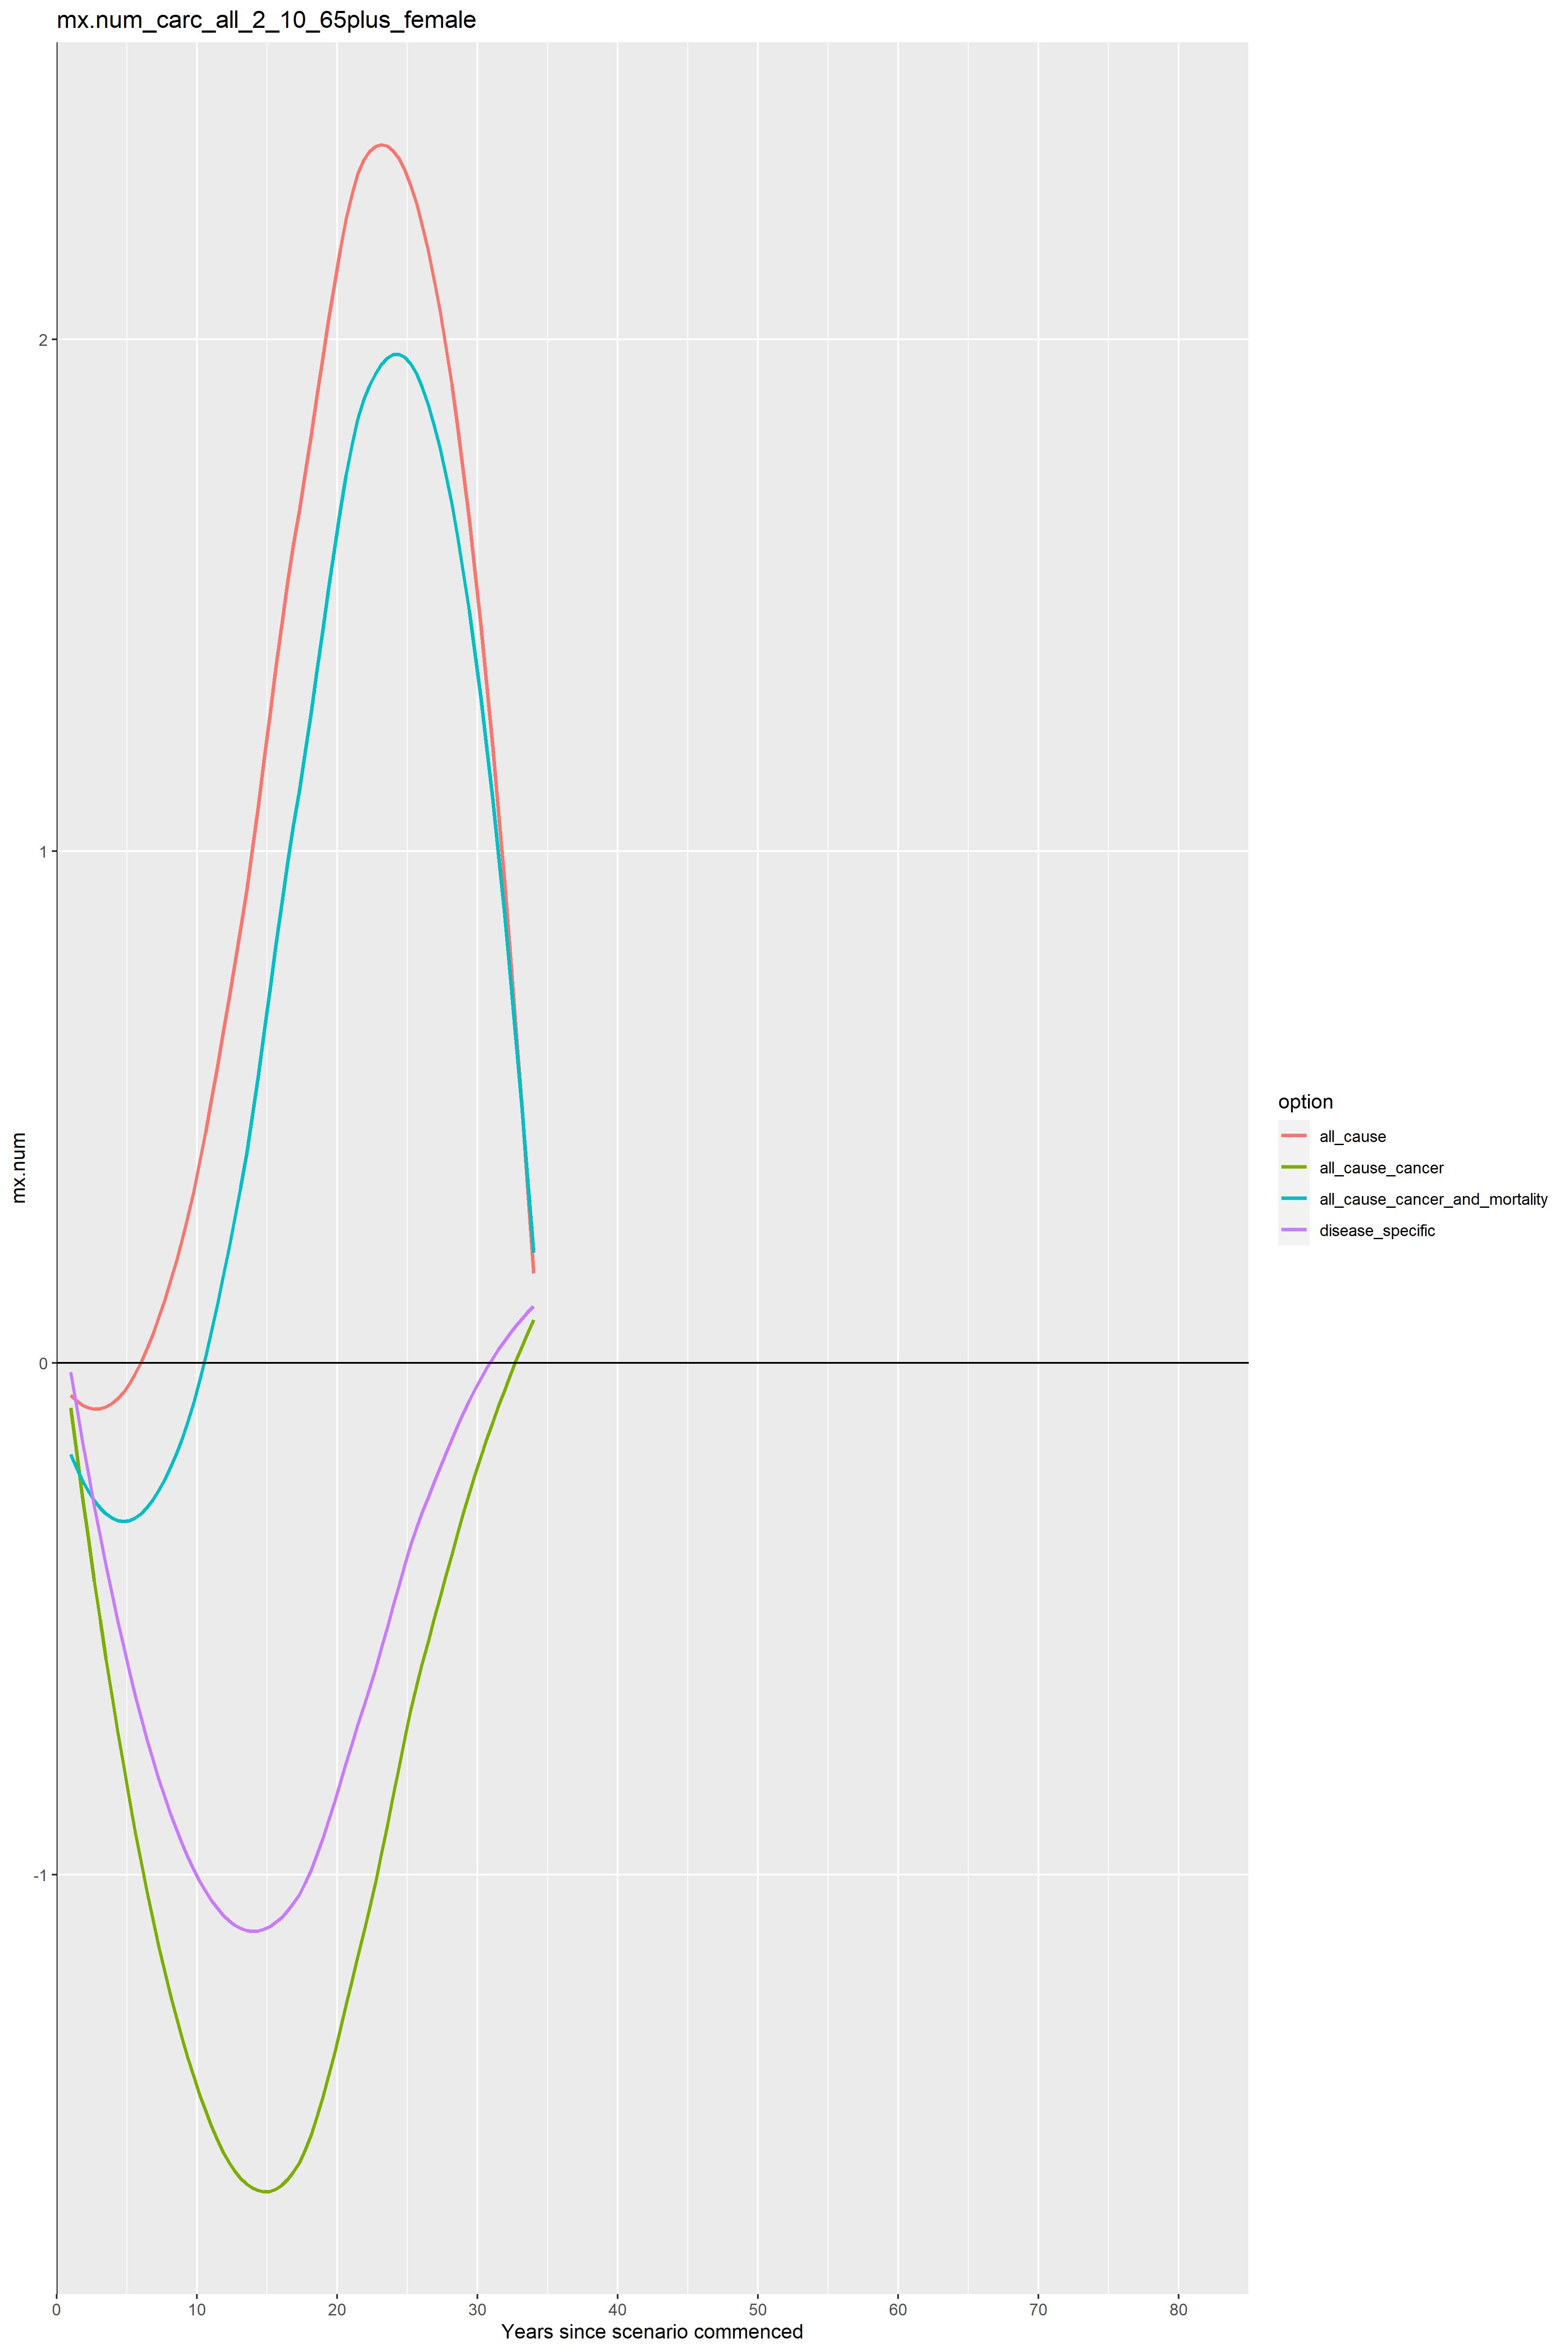 mx.num_carc_all_2_10_65plus_female
2
1
0
-1
mx.num
0 10 20 30 40 50 60 70 80
Years since scenario commenced
option
all_cause
all_cause_cancer
all_cause_cancer_and_mortality
disease_specific